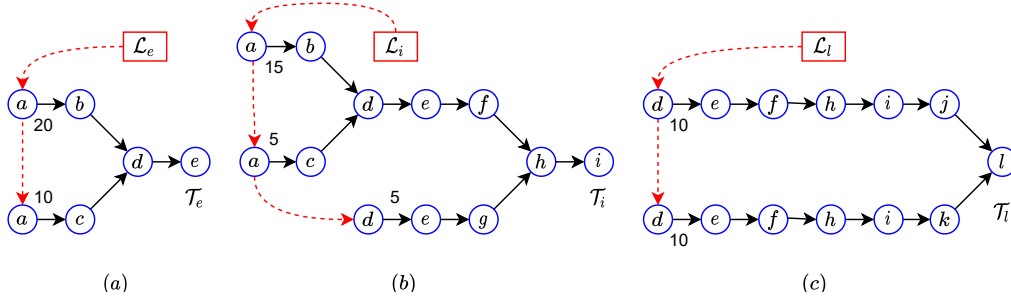 𝓛ₑ
a b
20
d e
10
a c
𝒯ₑ
(a)
𝓛ᵢ
a b
15
d e f
5
a c
h i
5
d e g
𝒯ᵢ
(b)
𝓛ₗ
d e f h i j
10
l
d e f h i k
10
𝒯ₗ
(c)